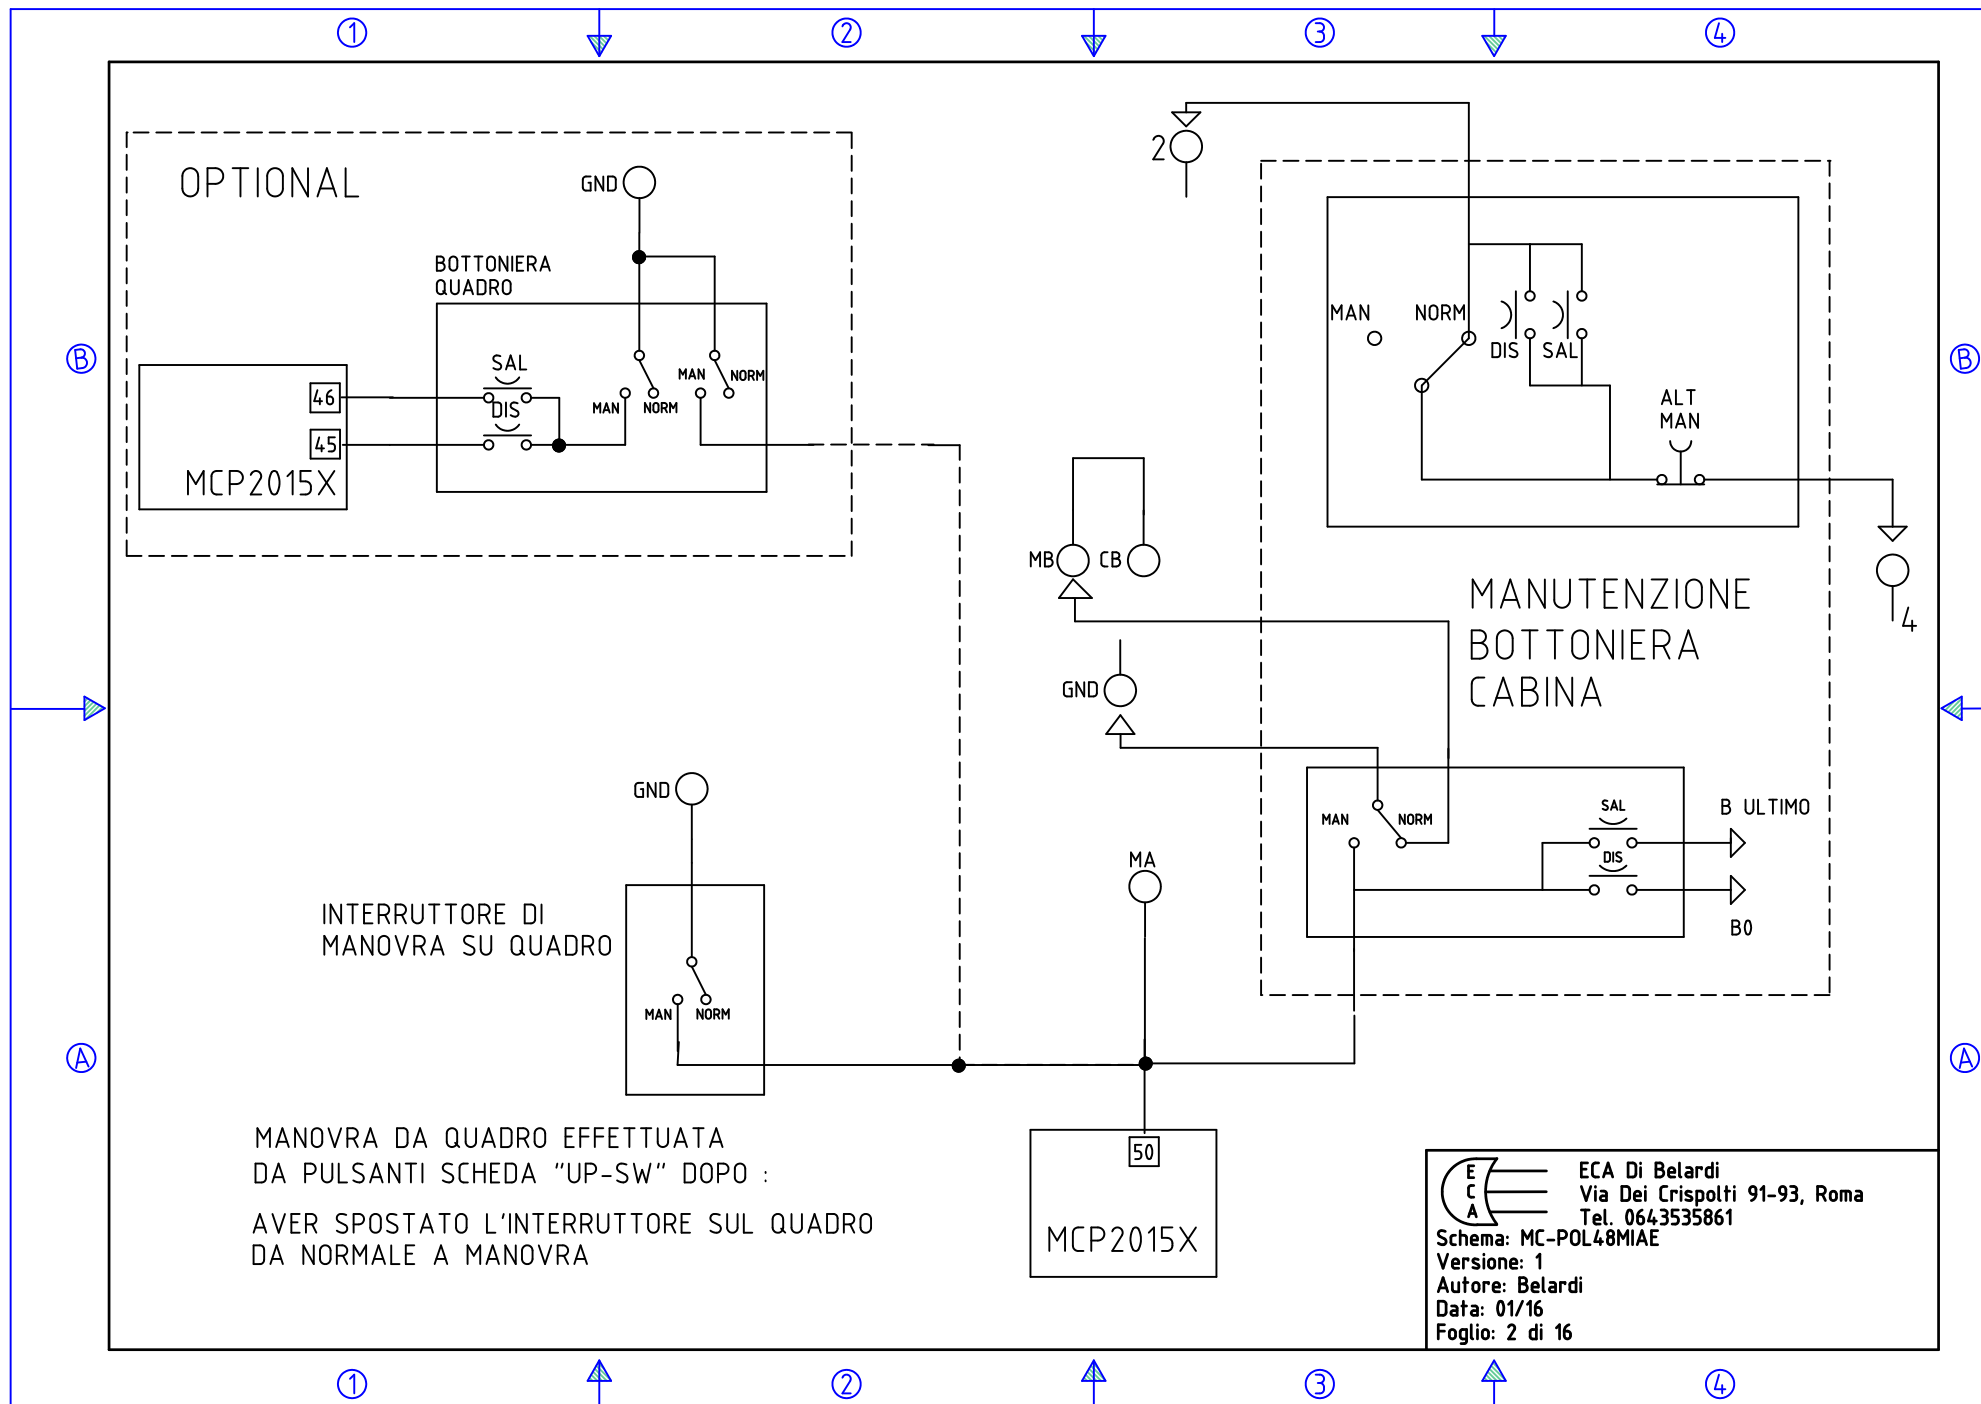 1
2
3
4
OPTIONAL
GND
BOTTONIERA
QUADRO
SAL
DIS
MAN
NORM
MAN
NORM
46
45
MCP2015X
B
2
MAN
NORM
DIS
SAL
ALT
MAN
B
MB
CB
4
MANUTENZIONE
BOTTONIERA
CABINA
GND
GND
MAN
NORM
SAL
DIS
B ULTIMO
B0
MA
INTERRUTTORE DI
MANOVRA SU QUADRO
MAN
NORM
A
A
MANOVRA DA QUADRO EFFETTUATA
DA PULSANTI SCHEDA "UP-SW" DOPO :
AVER SPOSTATO L'INTERRUTTORE SUL QUADRO
DA NORMALE A MANOVRA
50
MCP2015X
E
C
A
ECA Di Belardi
Via Dei Crispolti 91-93, Roma
Tel. 0643535861
Schema: MC-POL48MIAE
Versione: 1
Autore: Belardi
Data: 01/16
Foglio: 2 di 16
1
2
3
4